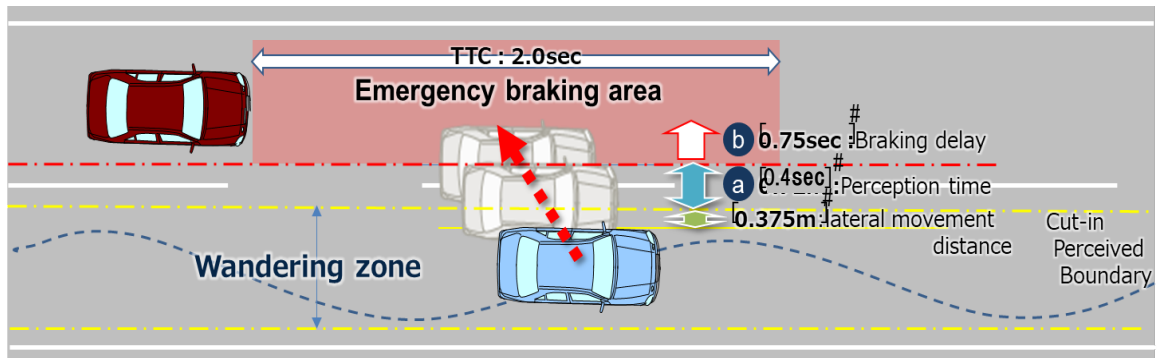 TTC : 2.0sec
Emergency braking area
b 0.75sec :Braking delay
a [0.4sec] :Perception time
0.375m :lateral movement
distance
Wandering zone
Cut-in
Perceived
Boundary
#
#
#